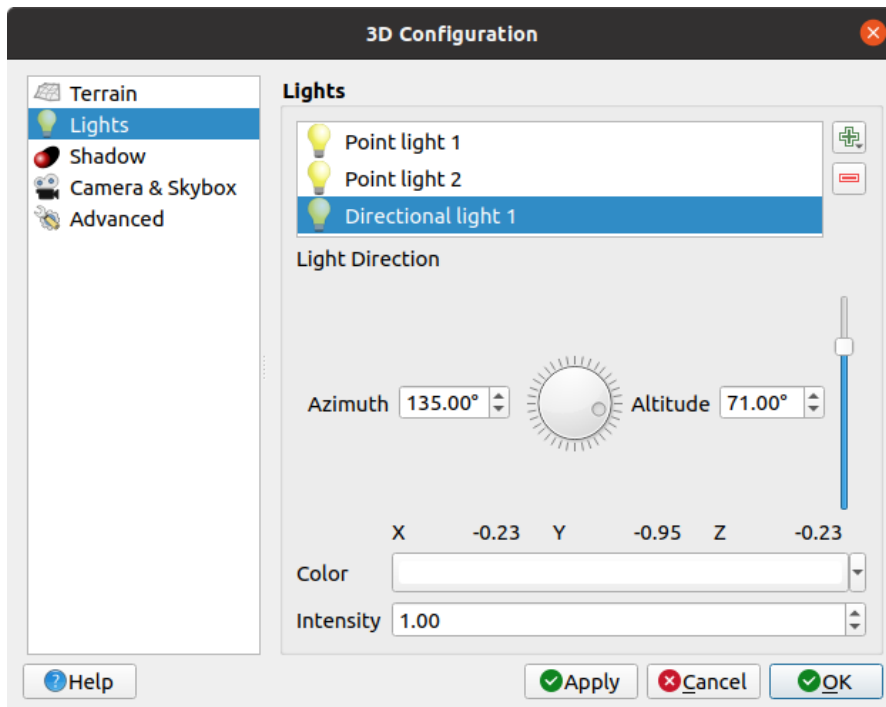 3D Configuration
Terrain
Lights
Shadow
Camera & Skybox
Advanced
Lights
Point light 1
Point light 2
Directional light 1
Light Direction
Azimuth 135.00° Altitude 71.00°
X -0.23 Y -0.95 Z -0.23
Color
Intensity 1.00
Help Apply Cancel OK